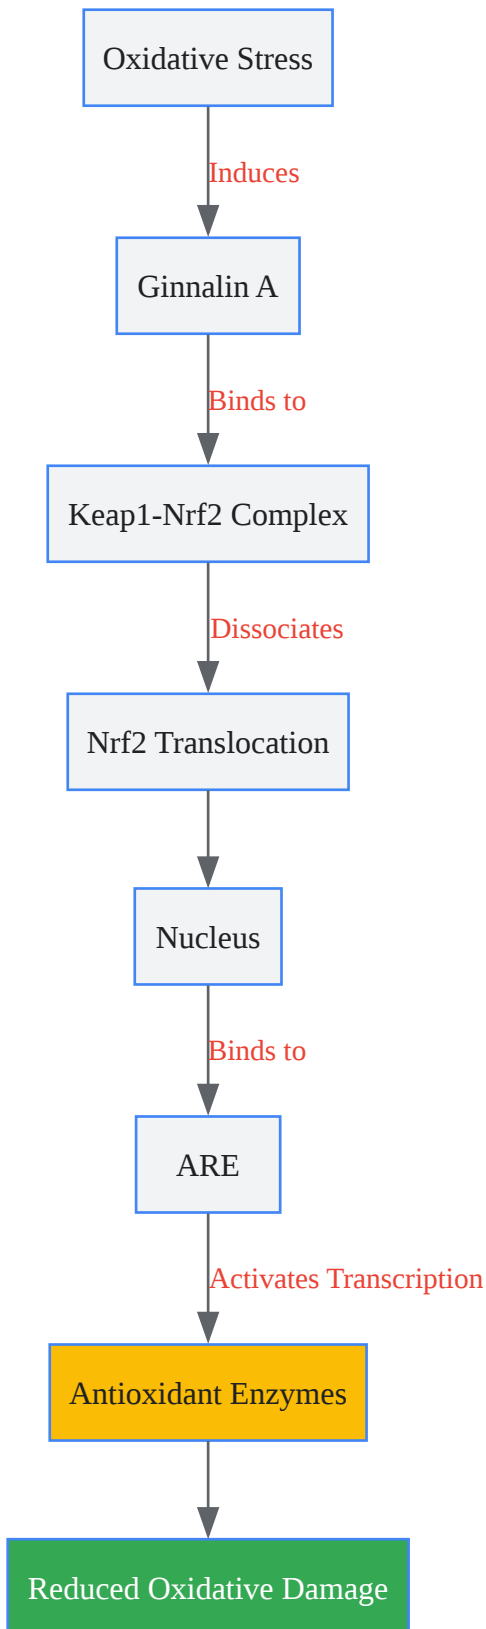 Oxidative Stress
Induces
Ginnalin A
Binds to
Keap1-Nrf2 Complex
Dissociates
Nrf2 Translocation
Nucleus
Binds to
ARE
Activates Transcription
Antioxidant Enzymes
Reduced Oxidative Damage